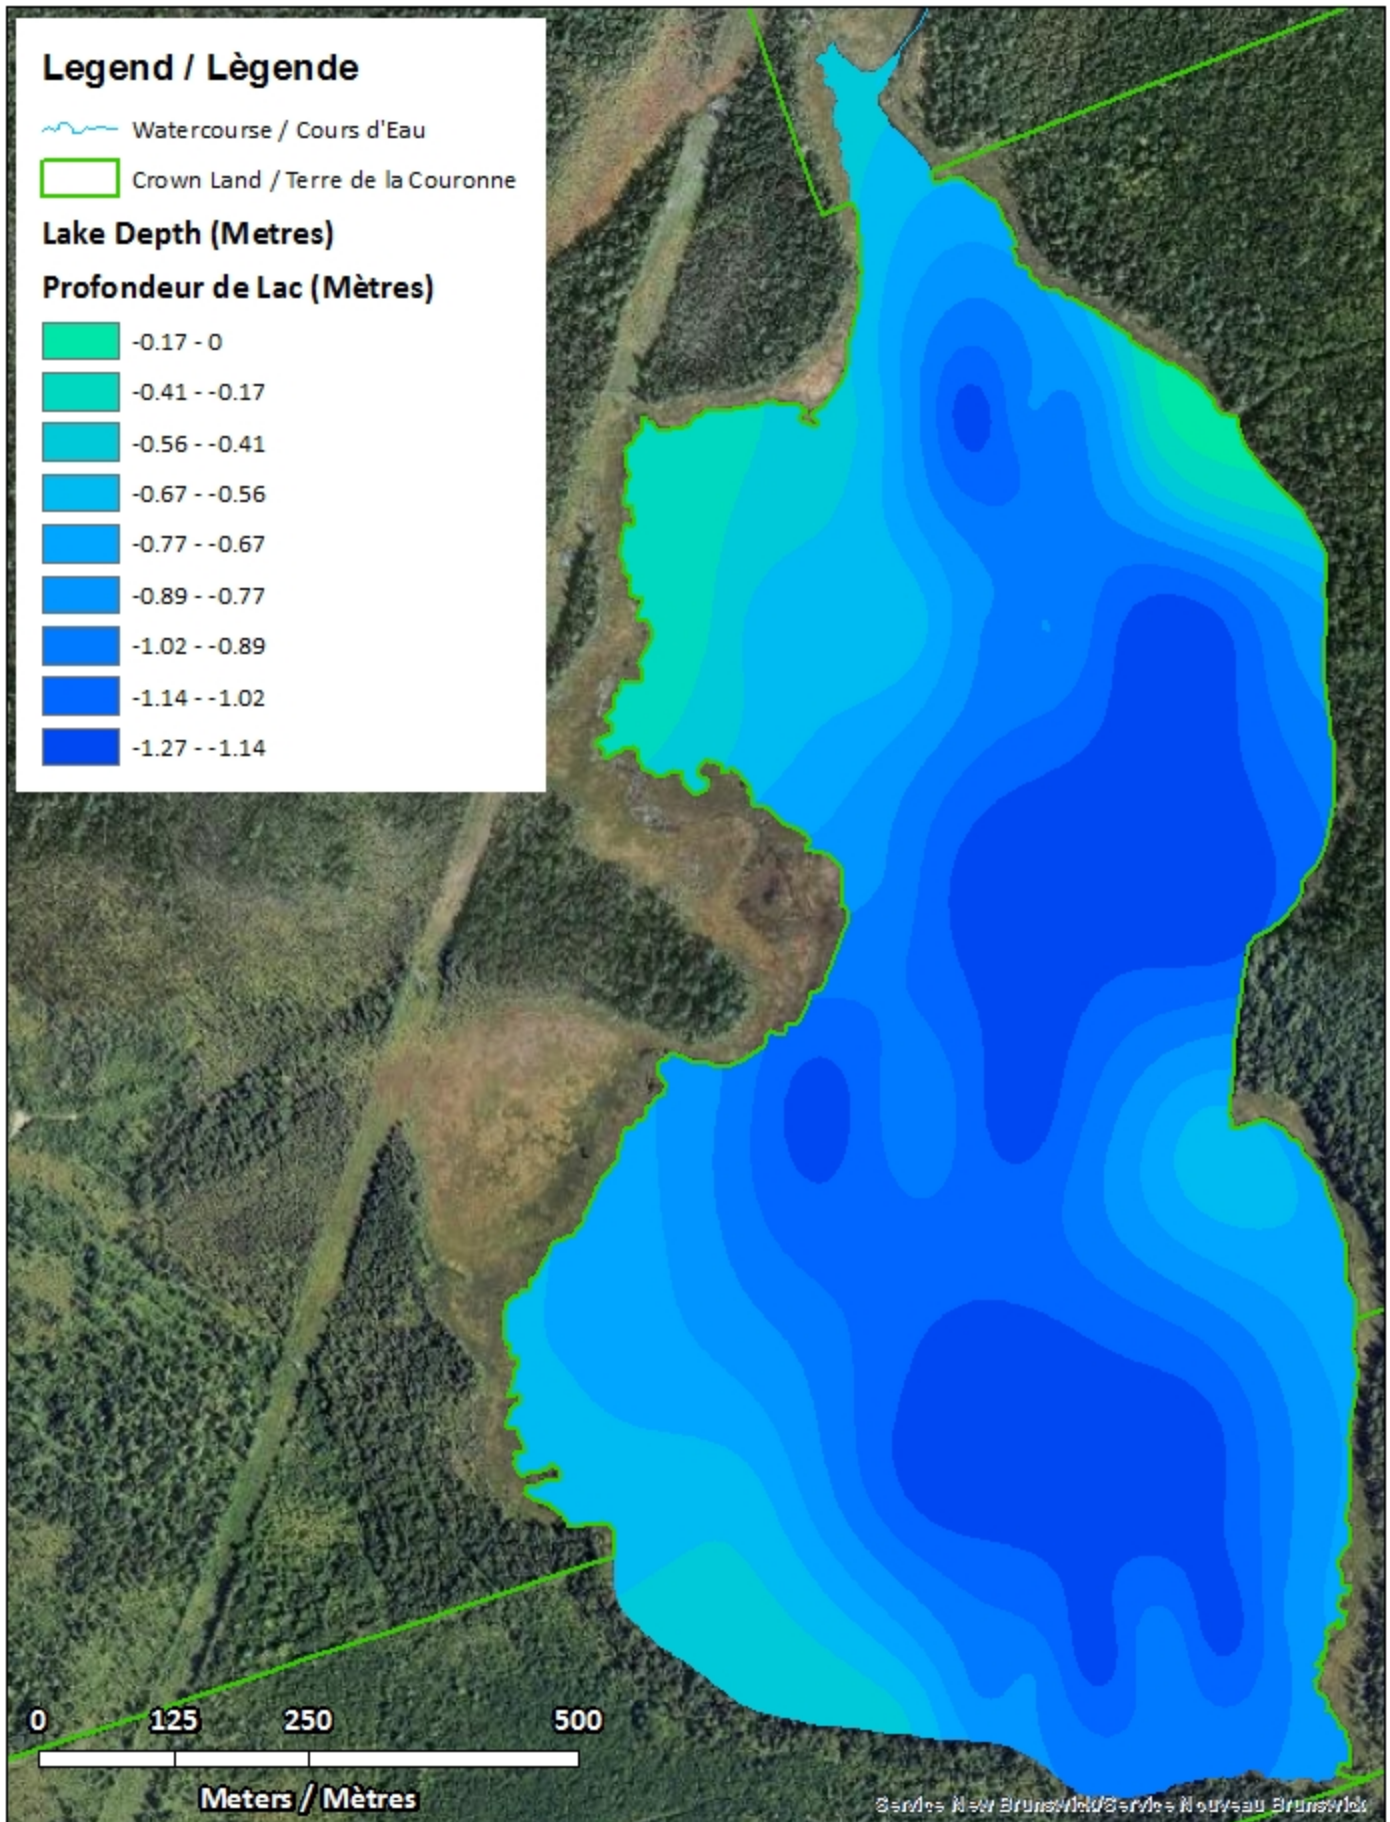 Legend / Lègende
Watercourse / Cours d'Eau
Crown Land / Terre de la Couronne
Lake Depth (Metres)
Profondeur de Lac (Mètres)
-0.17 - 0
-0.41 - -0.17
-0.56 - -0.41
-0.67 - -0.56
-0.77 - -0.67
-0.89 - -0.77
-1.02 - -0.89
-1.14 - -1.02
-1.27 - -1.14
0 125 250 500
Meters / Mètres
Service New Brunswick/Service Nouveau Brunswick